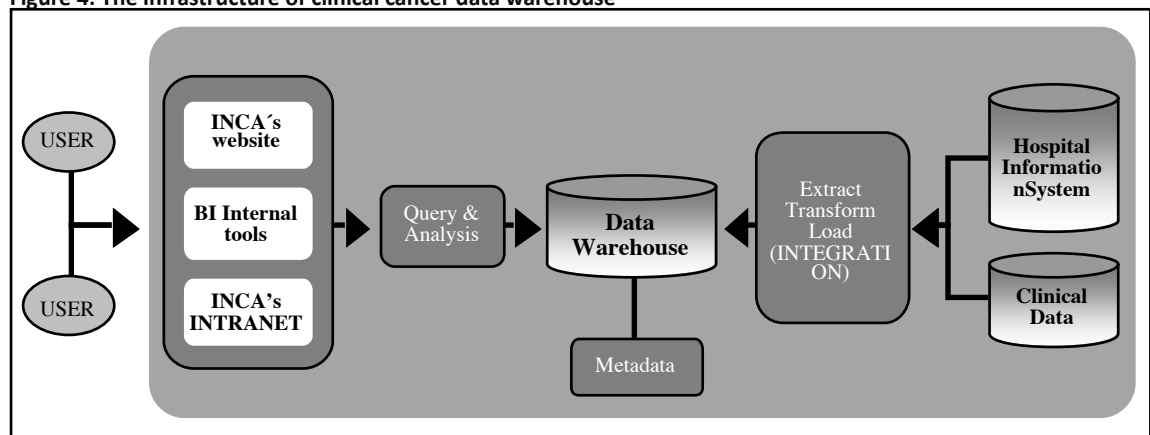 Figure 4. The infrastructure of clinical cancer data warehouse
USER
USER
INCA´s
website
BI Internal
tools
INCA’s
INTRANET
Query &
Analysis
Data
Warehouse
Metadata
Extract
Transform
Load
(INTEGRATI
ON)
Hospital
Informatio
nSystem
Clinical
Data